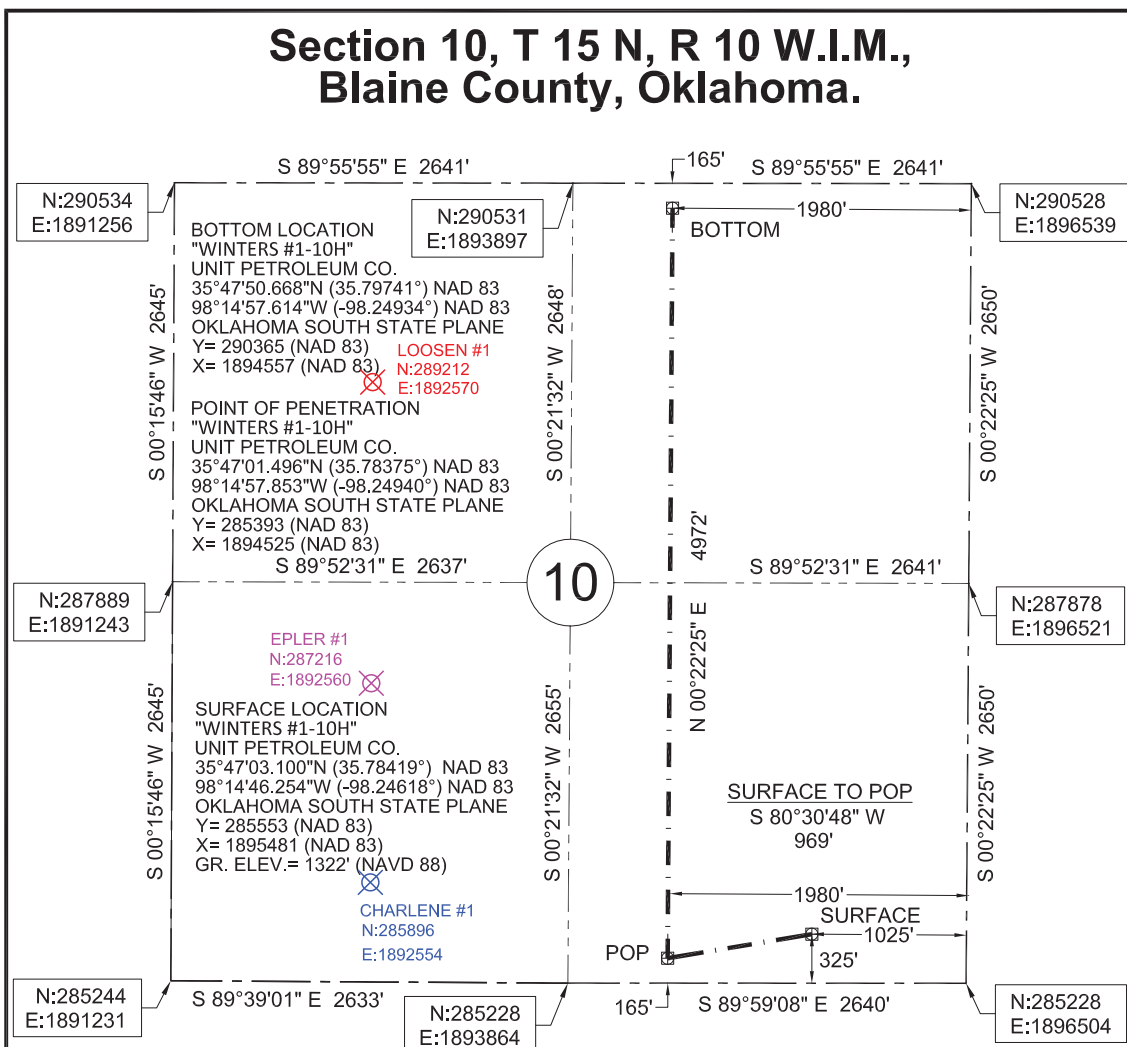 Section 10, T 15 N, R 10 W.I.M.,
Blaine County, Oklahoma.
165'
S 89°55'55" E 2641'
S 89°55'55" E 2641'
N:290534
E:1891256
N:290531
E:1893897
N:290528
E:1896539
1980'
BOTTOM
BOTTOM LOCATION
"WINTERS #1-10H"
UNIT PETROLEUM CO.
35°47'50.668"N (35.79741°) NAD 83
98°14'57.614"W (-98.24934°) NAD 83
OKLAHOMA SOUTH STATE PLANE
Y= 290365 (NAD 83)
X= 1894557 (NAD 83)
LOOSEN #1
N:289212
E:1892570
S 00°15'46" W 2645'
S 00°21'32" W 2648'
S 00°22'25" W 2650'
POINT OF PENETRATION
"WINTERS #1-10H"
UNIT PETROLEUM CO.
35°47'01.496"N (35.78375°) NAD 83
98°14'57.853"W (-98.24940°) NAD 83
OKLAHOMA SOUTH STATE PLANE
Y= 285393 (NAD 83)
X= 1894525 (NAD 83)
4972'
N 00°22'25" E
S 89°52'31" E 2637'
10
S 89°52'31" E 2641'
N:287889
E:1891243
N:287878
E:1896521
EPLER #1
N:287216
E:1892560
SURFACE LOCATION
"WINTERS #1-10H"
UNIT PETROLEUM CO.
35°47'03.100"N (35.78419°) NAD 83
98°14'46.254"W (-98.24618°) NAD 83
OKLAHOMA SOUTH STATE PLANE
Y= 285553 (NAD 83)
X= 1895481 (NAD 83)
GR. ELEV.= 1322' (NAVD 88)
S 00°15'46" W 2645'
S 00°21'32" W 2655'
S 00°22'25" W 2650'
SURFACE TO POP
S 80°30'48" W
969'
CHARLENE #1
N:285896
E:1892554
1980'
SURFACE
1025'
325'
POP
165'
S 89°39'01" E 2633'
S 89°59'08" E 2640'
N:285244
E:1891231
N:285228
E:1893864
N:285228
E:1896504